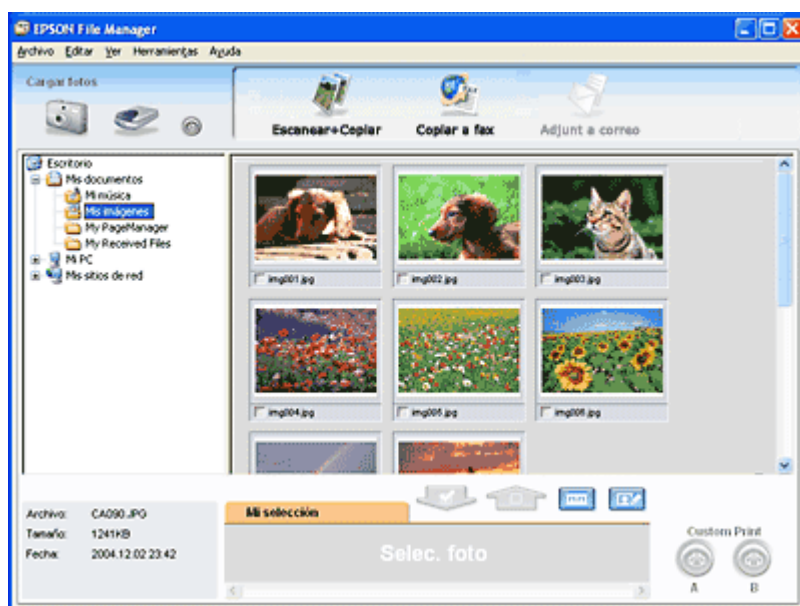 EPSON File Manager
Archivo Editar Ver Herramientas Ayuda
Cargar fotos
Escanear+Copiar Copiar a fax Adjunt a correo
Escritorio
Mis documentos
Mi música
Mis imágenes
My PageManager
My Received Files
Mi PC
Mis sitios de red
img001.jpg img002.jpg img003.jpg
img004.jpg img005.jpg img006.jpg
Archivo: CA090.JPG
Tamaño: 1241KB
Fecha: 2004.12.02 23:42
Mi selección
Selec. foto
Custom Print
A B